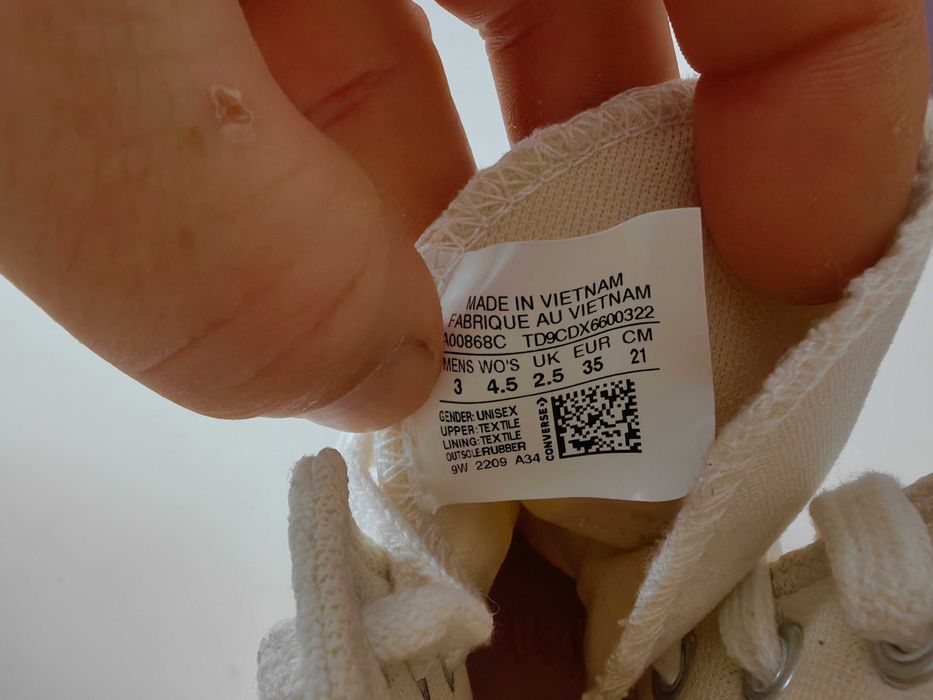 MADE IN VIETNAM
FABRIQUE AU VIETNAM
A00868C TD9CDX6600322
MENS WO'S UK EUR CM
3 4.5 2.5 35 21
GENDER: UNISEX
UPPER: TEXTILE
LINING: TEXTILE
OUTSOLE: RUBBER
9W 2209 A34
CONVERSE